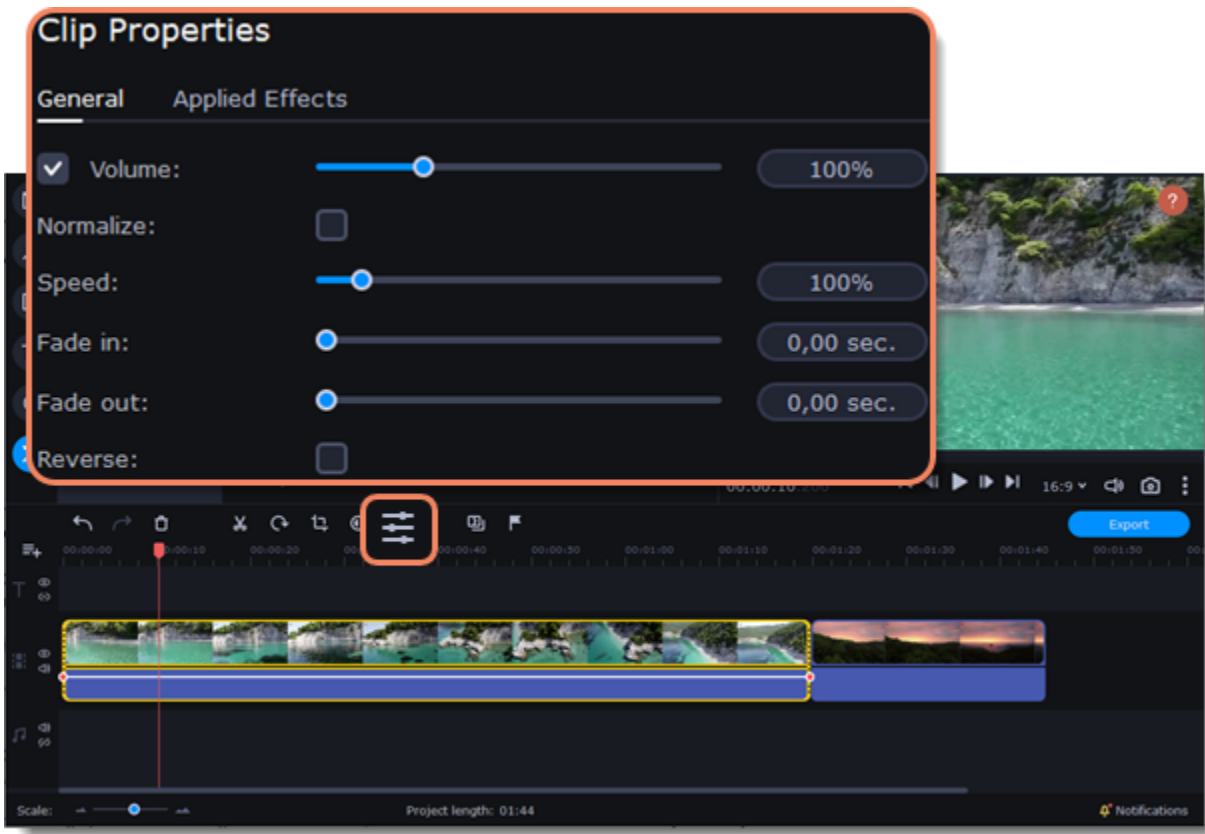 Clip Properties
General Applied Effects
Volume: 100%
Normalize:
Speed: 100%
Fade in: 0,00 sec.
Fade out: 0,00 sec.
Reverse:
?
16:9
Export
00:00:00 00:00:10 00:00:20 00:00:40 00:00:50 00:01:00 00:01:10 00:01:20 00:01:30 00:01:40 00:01:50
T
Scale: Project length: 01:44 Notifications